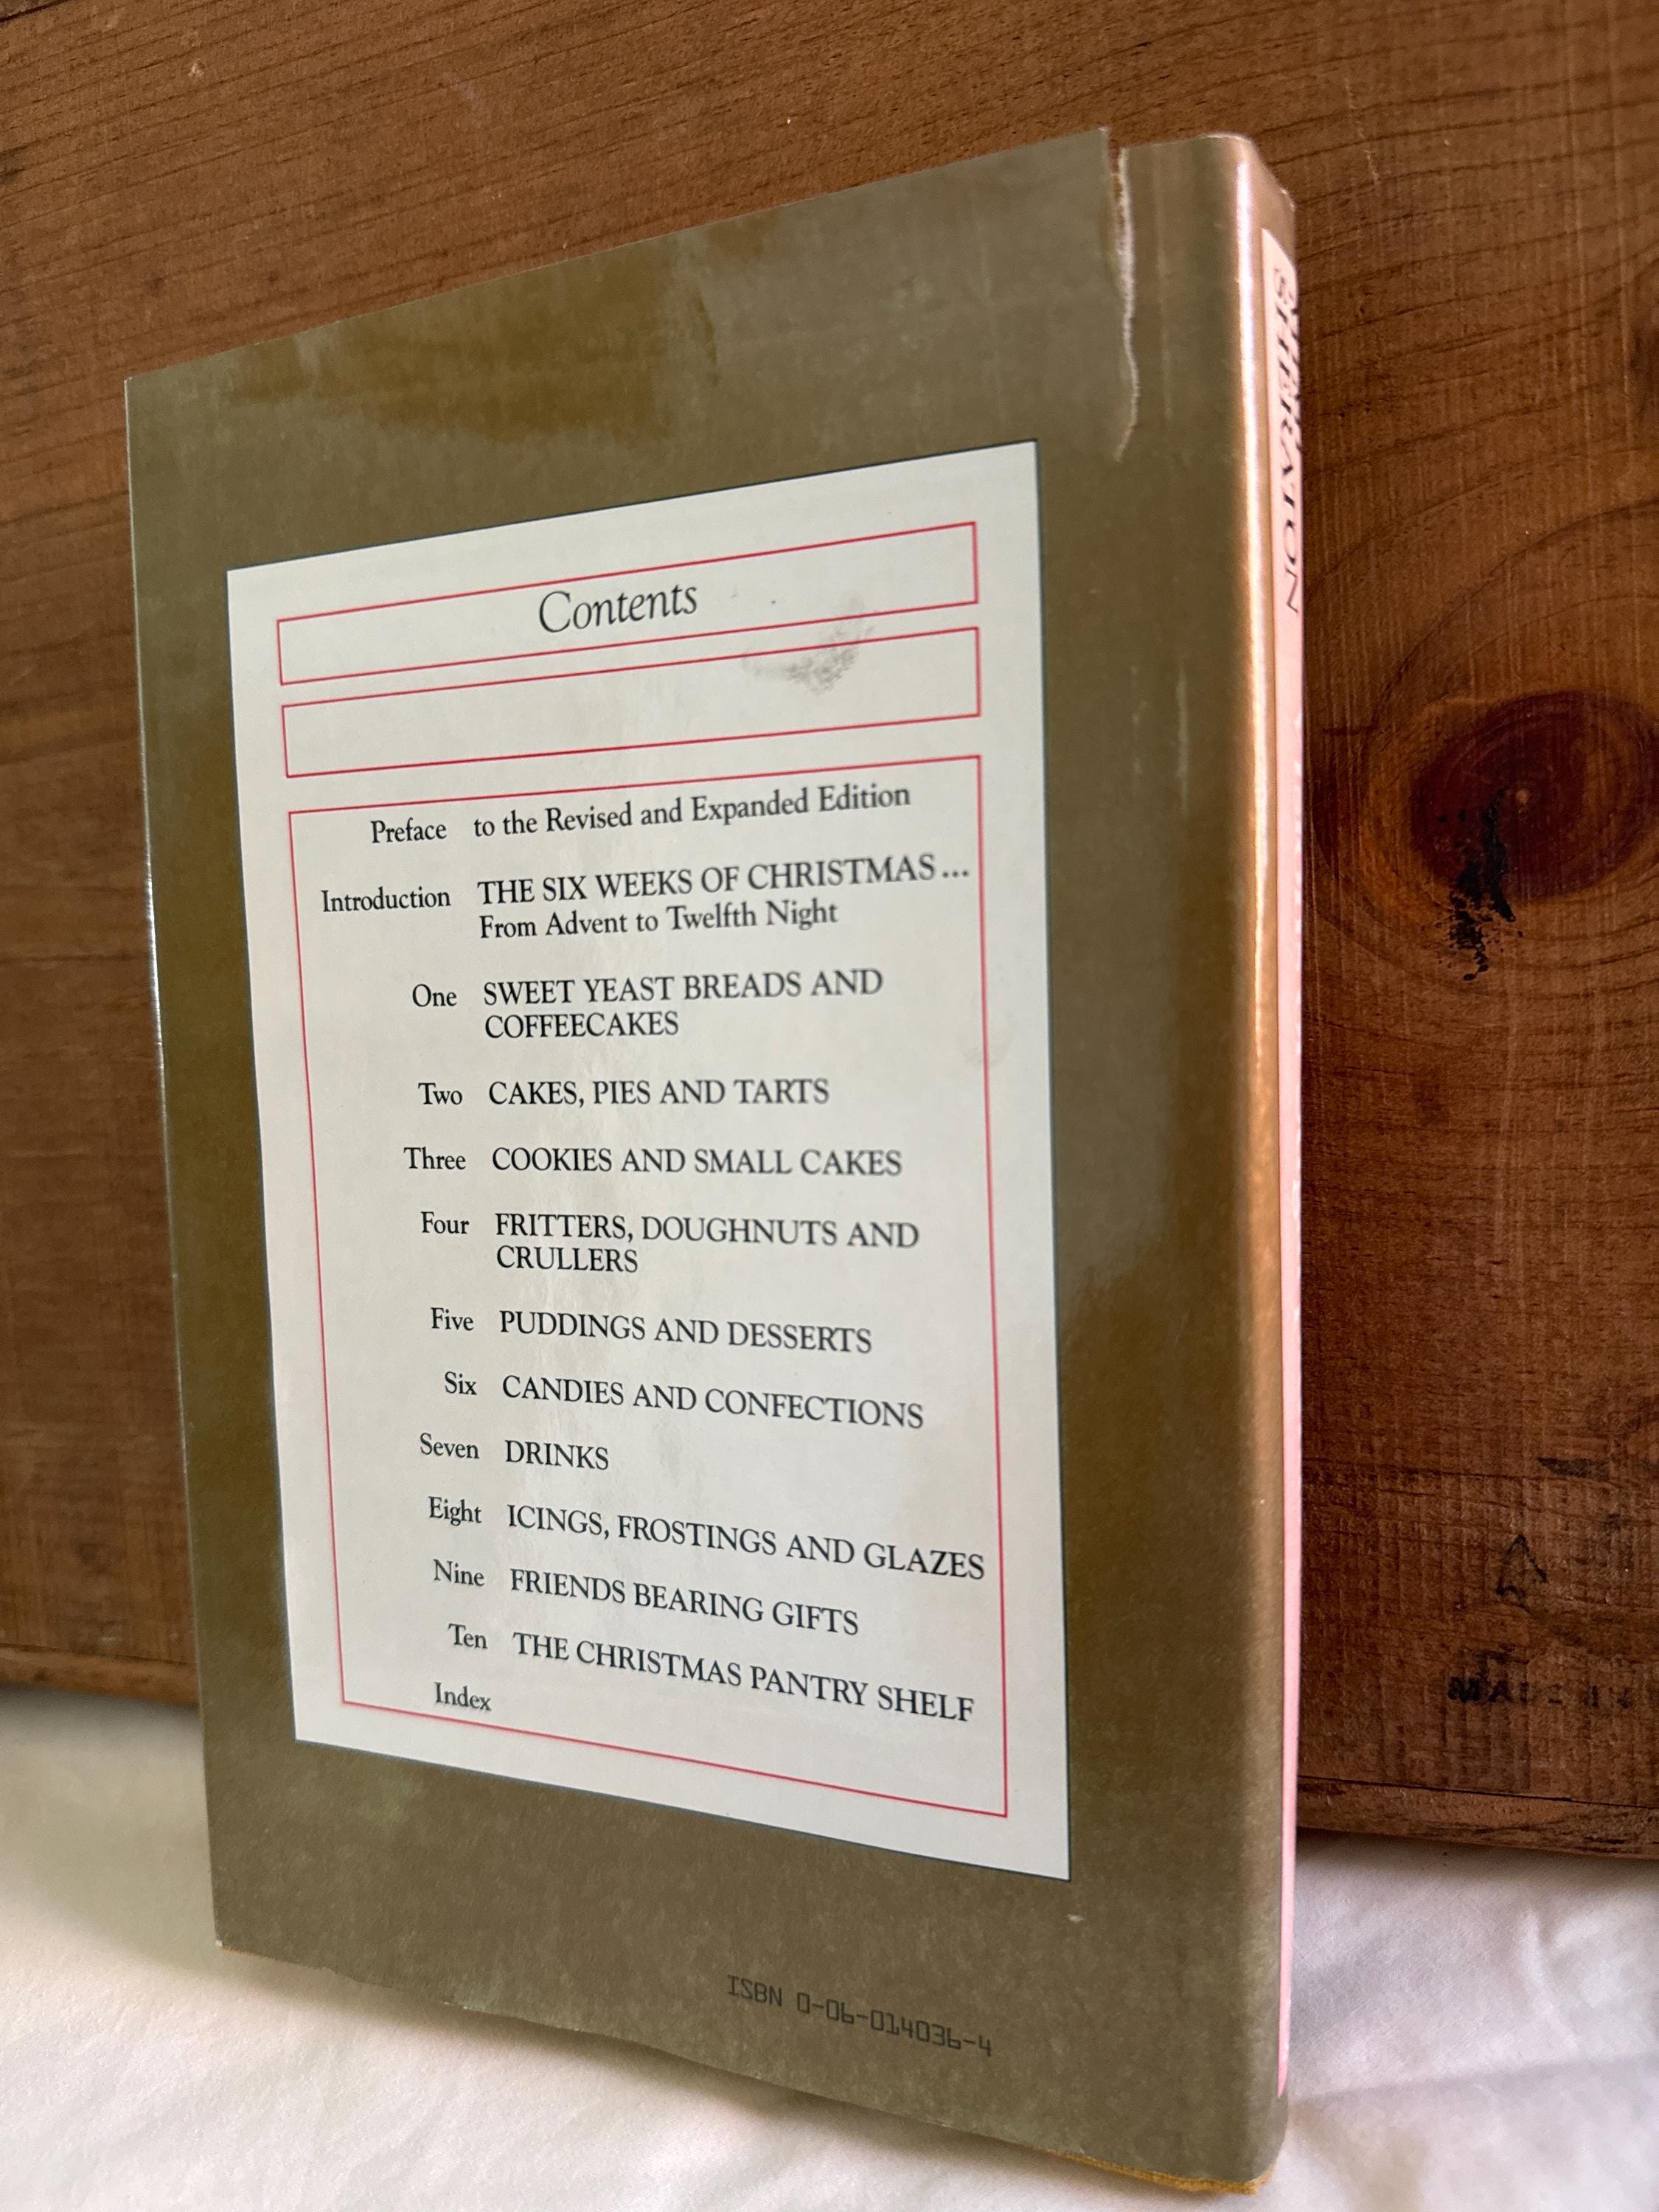 Contents
Preface to the Revised and Expanded Edition
Introduction THE SIX WEEKS OF CHRISTMAS...
From Advent to Twelfth Night
One SWEET YEAST BREADS AND
COFFEECAKES
Two CAKES, PIES AND TARTS
Three COOKIES AND SMALL CAKES
Four FRITTERS, DOUGHNUTS AND
CRULLERS
Five PUDDINGS AND DESSERTS
Six CANDIES AND CONFECTIONS
Seven DRINKS
Eight ICINGS, FROSTINGS AND GLAZES
Nine FRIENDS BEARING GIFTS
Ten THE CHRISTMAS PANTRY SHELF
Index
ISBN 0-06-014036-4
SHERATON
MADE IN